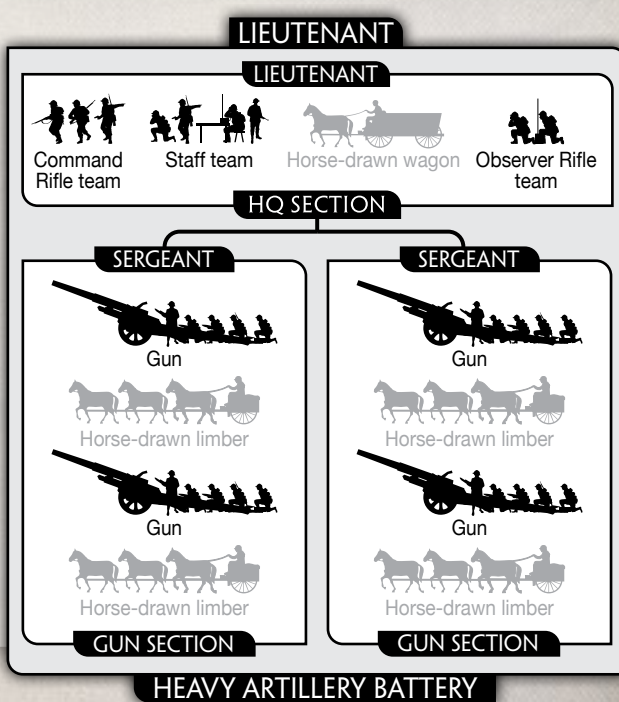 LIEUTENANT
LIEUTENANT
Command
Rifle team
Staff team
Horse-drawn wagon
Observer Rifle
team
HQ SECTION
SERGEANT
Gun
Horse-drawn limber
Gun
Horse-drawn limber
GUN SECTION
SERGEANT
Gun
Horse-drawn limber
Gun
Horse-drawn limber
GUN SECTION
HEAVY ARTILLERY BATTERY